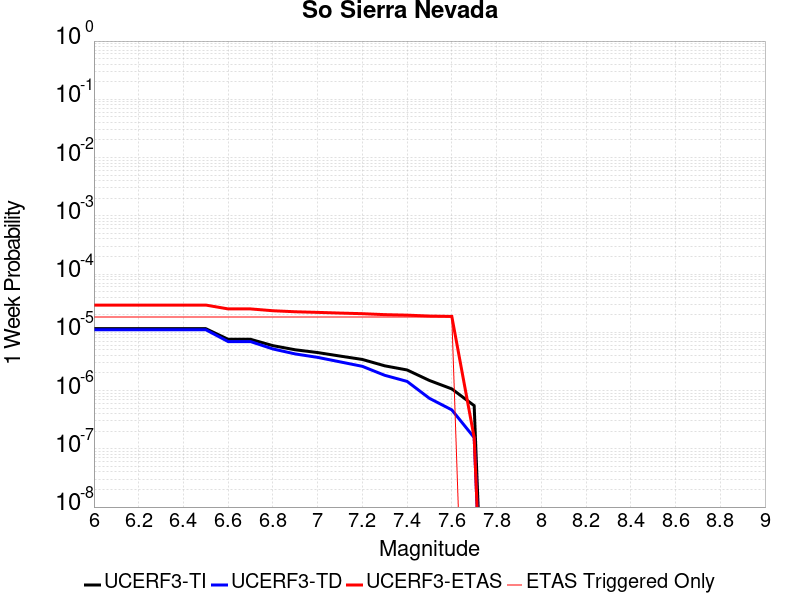 So Sierra Nevada
10^0
10^-1
10^-2
10^-3
10^-4
10^-5
10^-6
10^-7
10^-8
1 Week Probability
6 6.2 6.4 6.6 6.8 7 7.2 7.4 7.6 7.8 8 8.2 8.4 8.6 8.8 9
Magnitude
UCERF3-TI UCERF3-TD UCERF3-ETAS ETAS Triggered Only